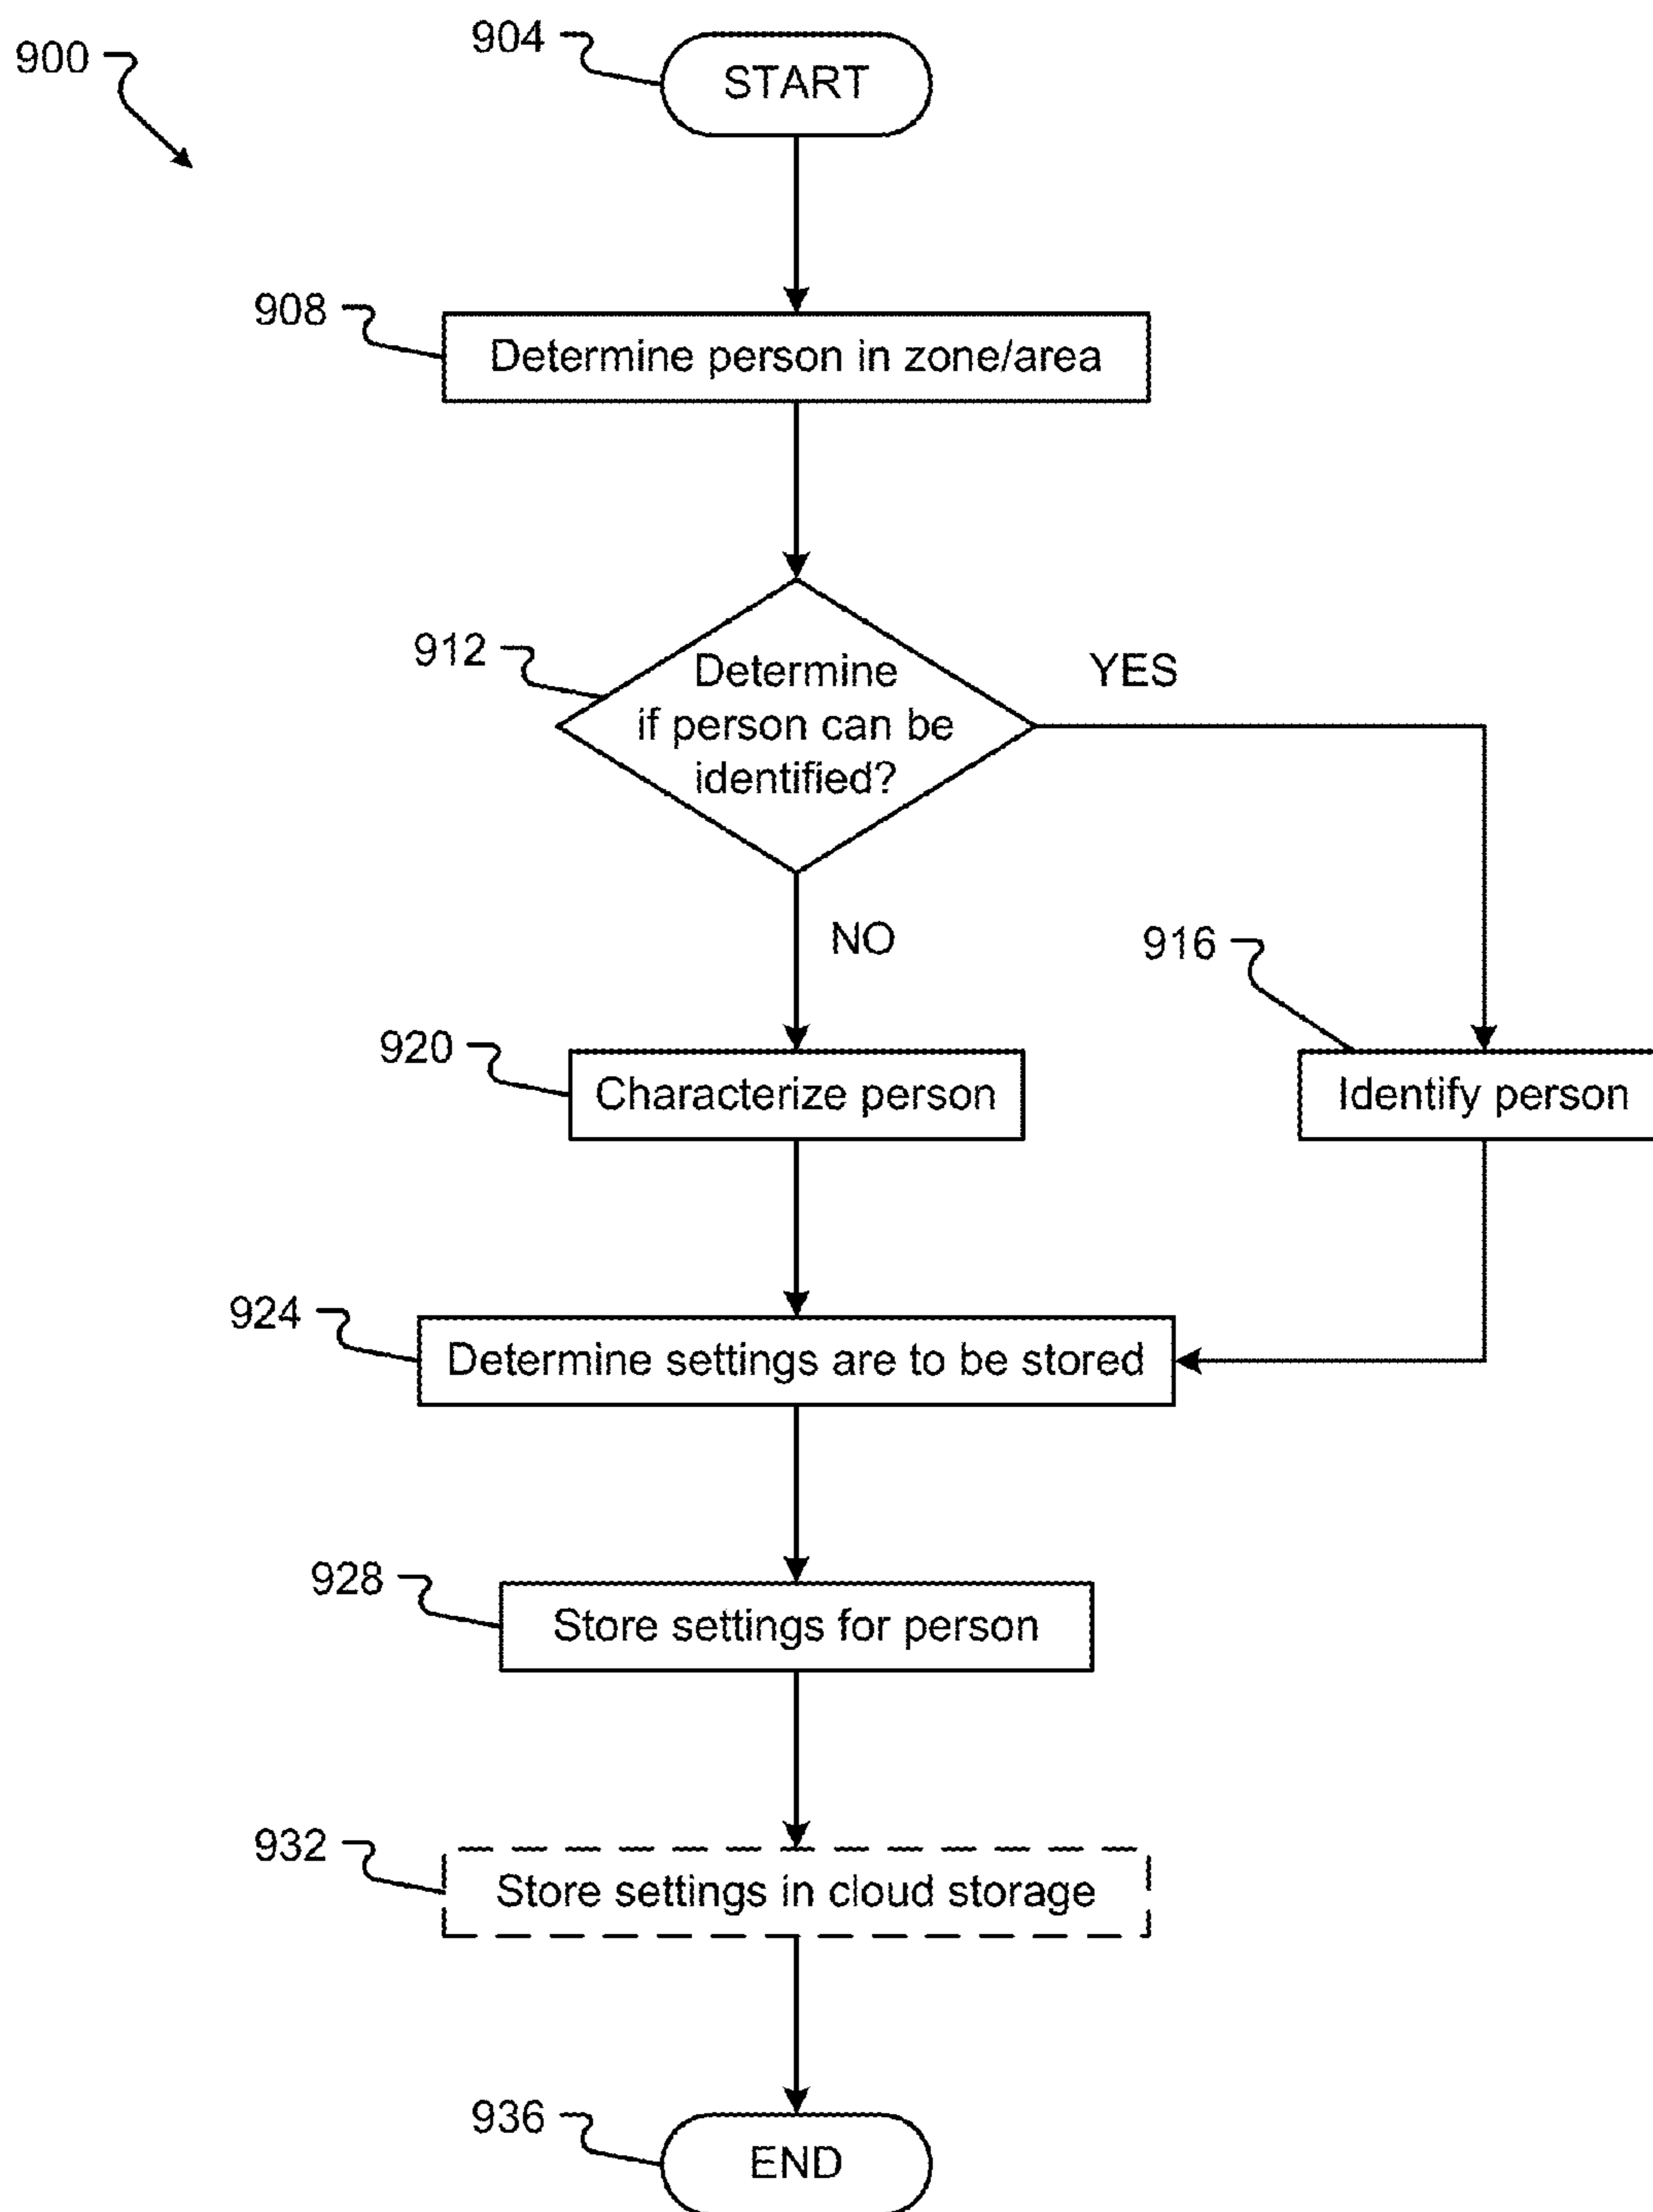 900
904
START
908
Determine person in zone/area
912
Determine
if person can be
identified?
YES
NO
916
920
Characterize person
Identify person
924
Determine settings are to be stored
928
Store settings for person
932
Store settings in cloud storage
936
END